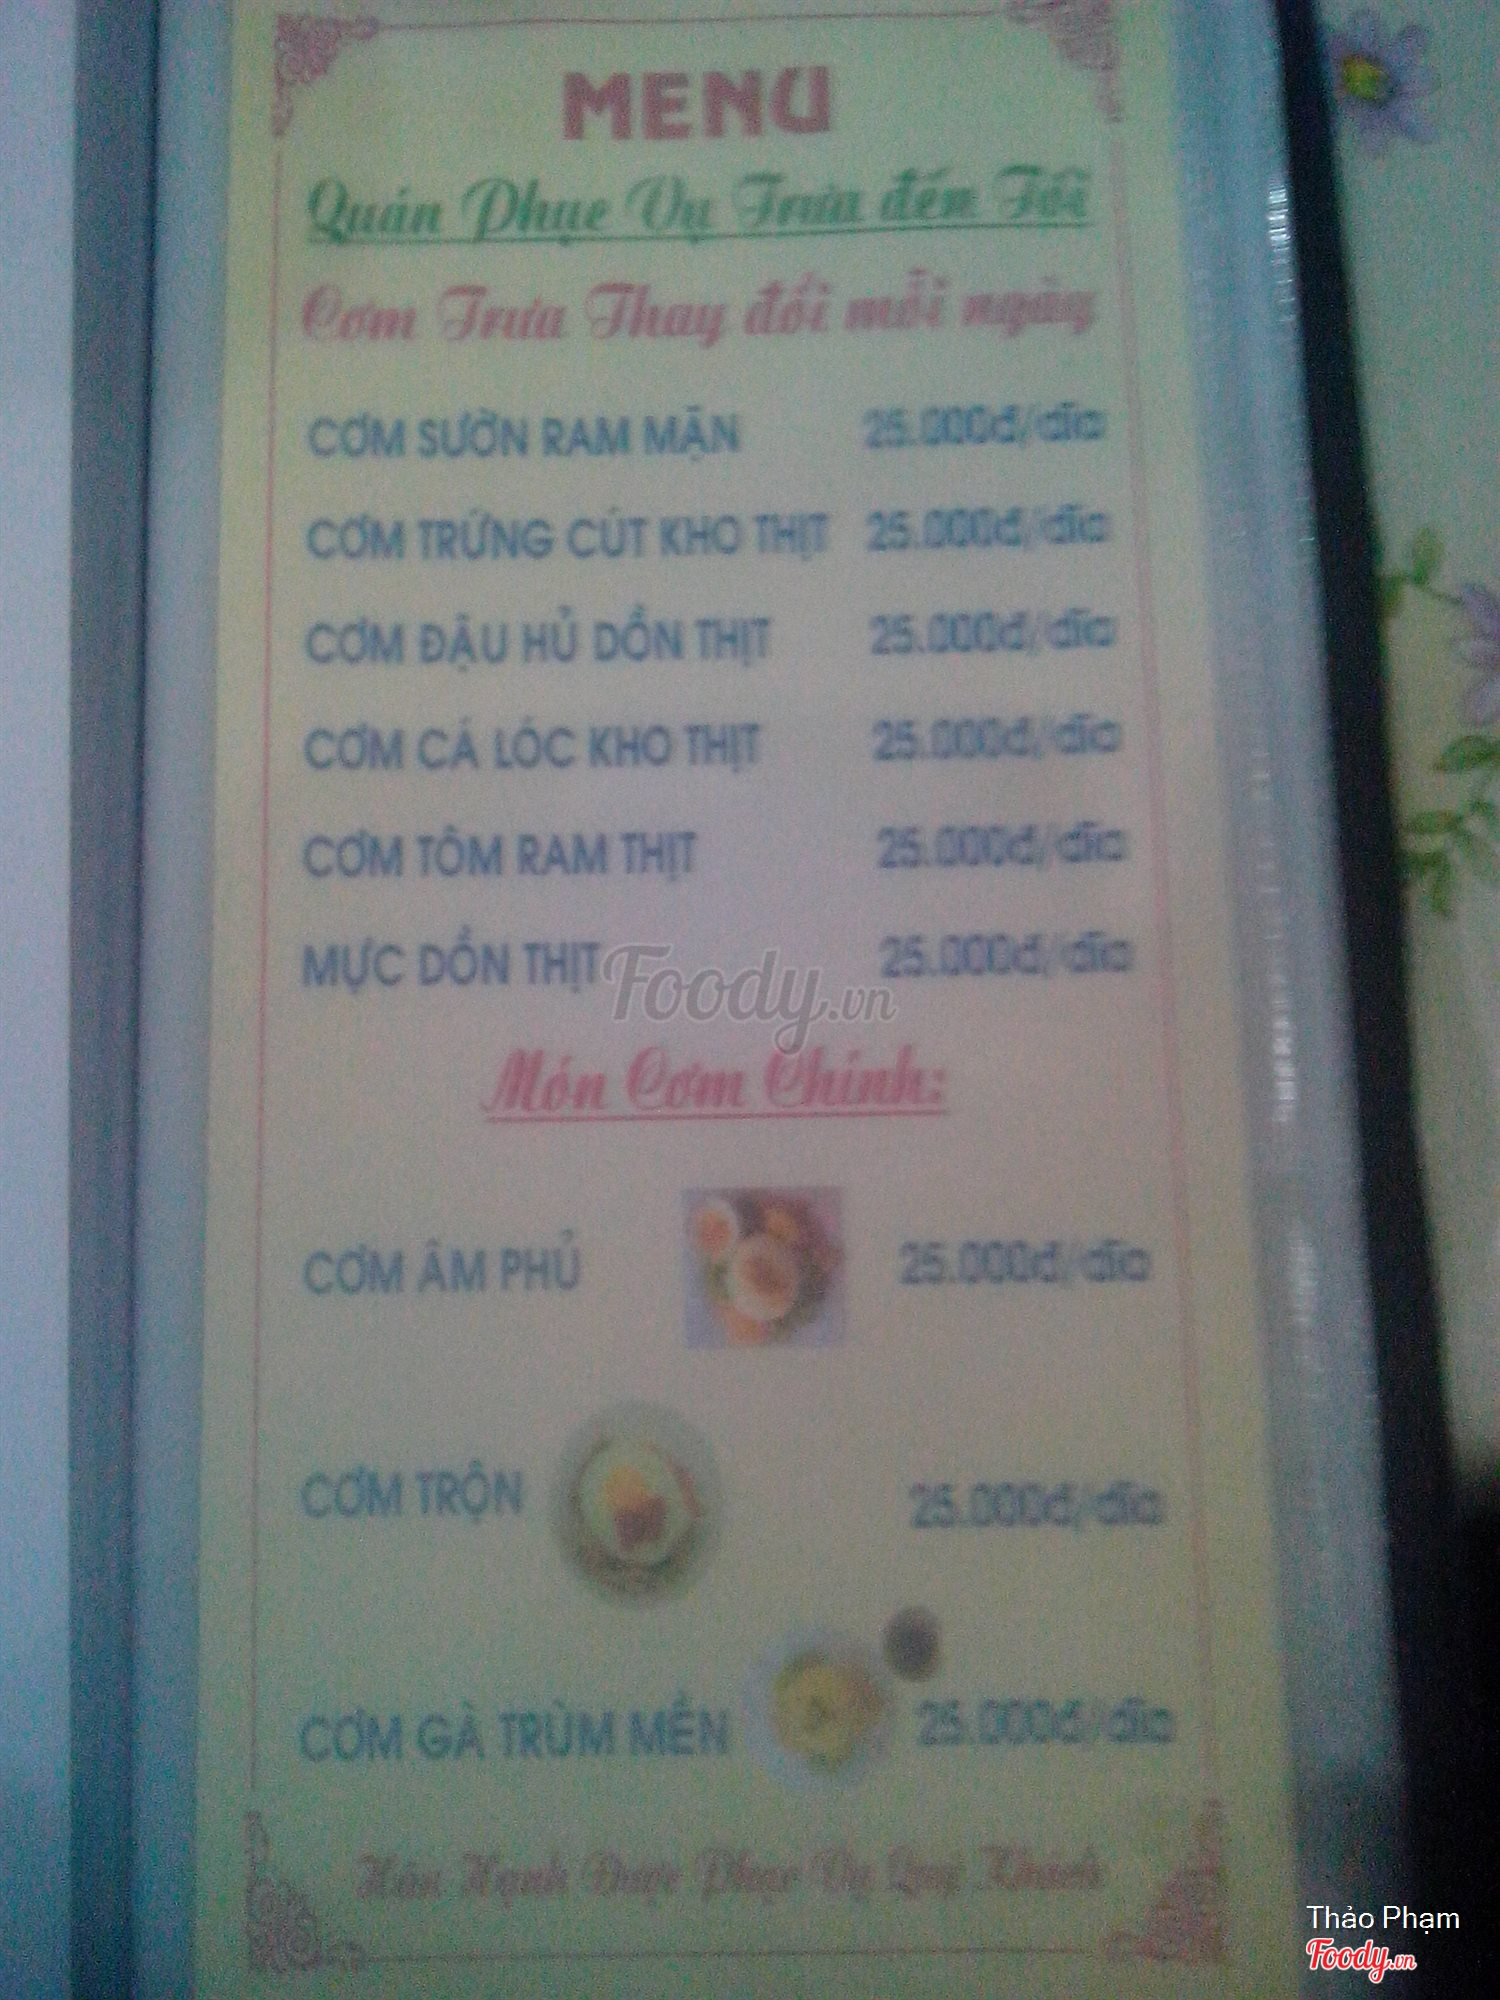 MENU
Quán Phục Vụ Trưa đến Tối
Cơm Trưa Thay đổi mỗi ngày
CƠM SƯỜN RAM MẶN 25.000đ/dĩa
CƠM TRỨNG CÚT KHO THỊT 25.000đ/dĩa
CƠM ĐẬU HỦ DỒN THỊT 25.000đ/dĩa
CƠM CÁ LÓC KHO THỊT 25.000đ/dĩa
CƠM TÔM RAM THỊT 25.000đ/dĩa
MỰC DỒN THỊT 25.000đ/dĩa
Foody.vn
Món Cơm Chính:
CƠM ÂM PHỦ 25.000đ/dĩa
CƠM TRỘN 25.000đ/dĩa
CƠM GÀ TRÙM MỀN 25.000đ/dĩa
Hân Hạnh Được Phục Vụ Quý Khách
Thảo Phạm
Foody.vn